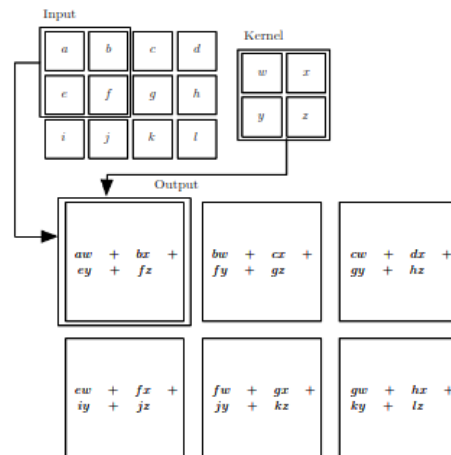 Input
a b c d
e f g h
i j k l
Kernel
w x
y z
Output
aw + bx +
ey + fz
bw + cx +
fy + gz
cw + dx +
gy + hz
ew + fx +
iy + jz
fw + gx +
jy + kz
gw + hx +
ky + lz